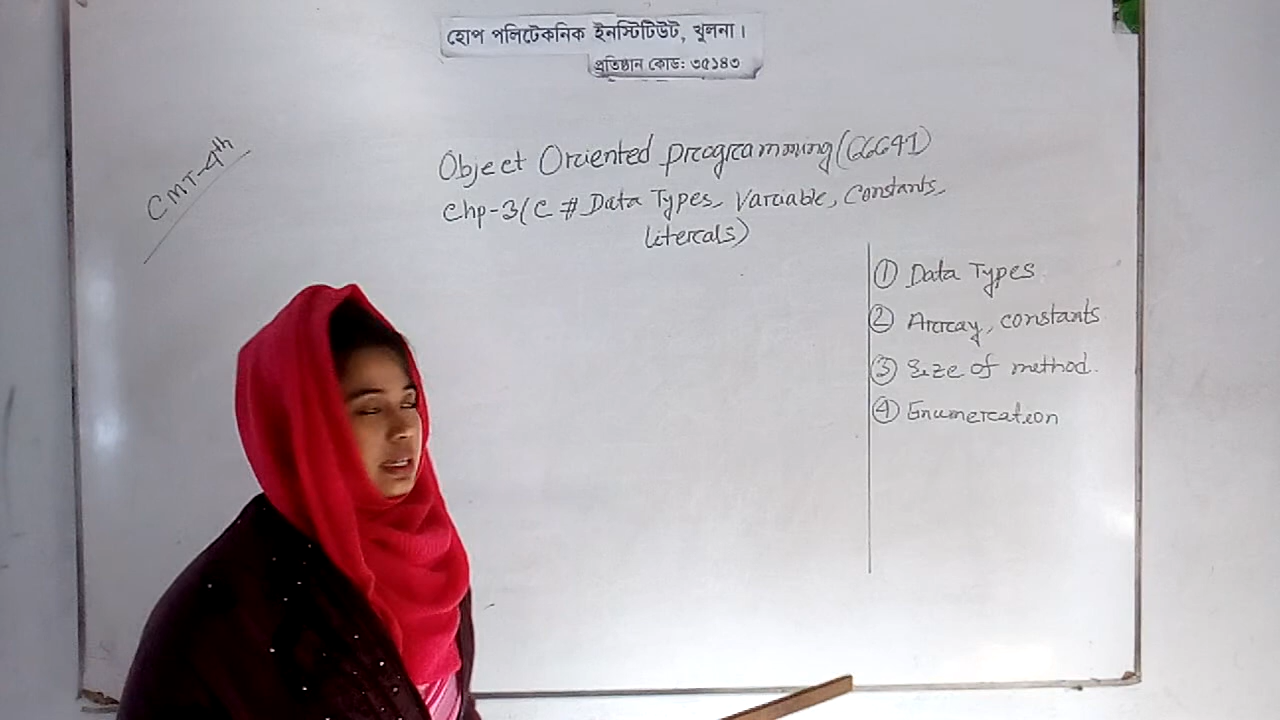 হোপ পলিটেকনিক ইনস্টিটিউট, খুলনা।
প্রতিষ্ঠান কোড: ৩৫১৪৩
CMT-4th
Object Oriented Programming (66641)
Chp-3 (C # Data Types, Variable, Constants,
Literals)
① Data Types
② Array, constants
③ Size of method.
④ Enumeration